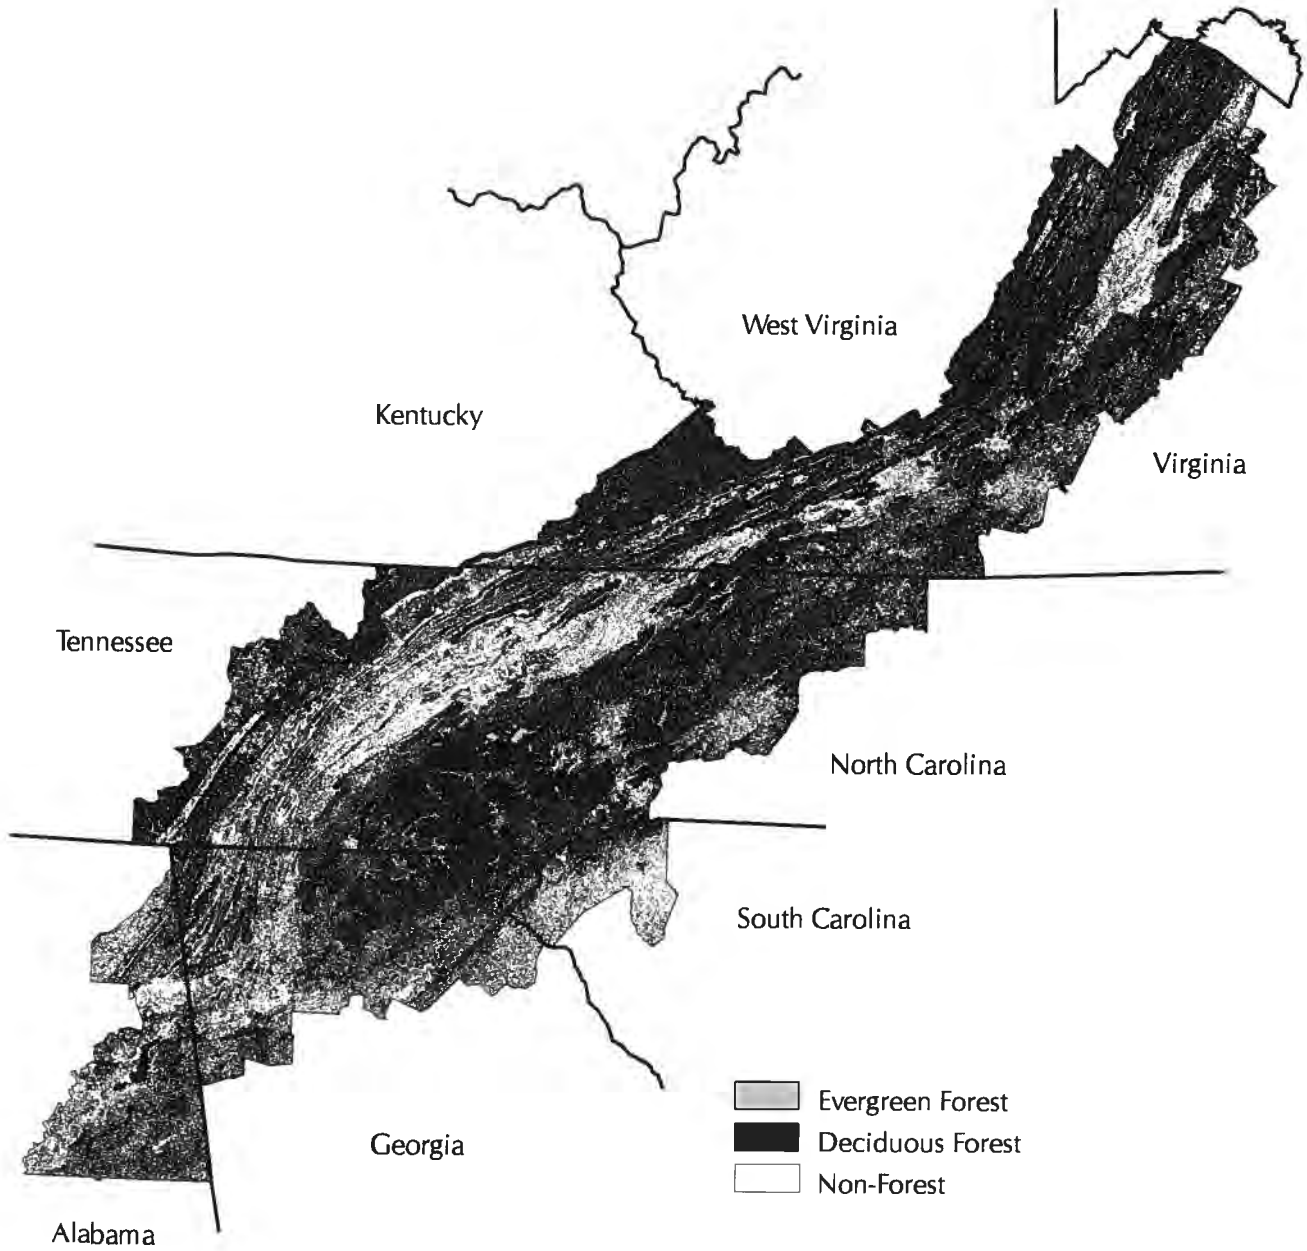 West Virginia
Kentucky
Virginia
Tennessee
North Carolina
South Carolina
Evergreen Forest
Deciduous Forest
Georgia
Non-Forest
Alabama